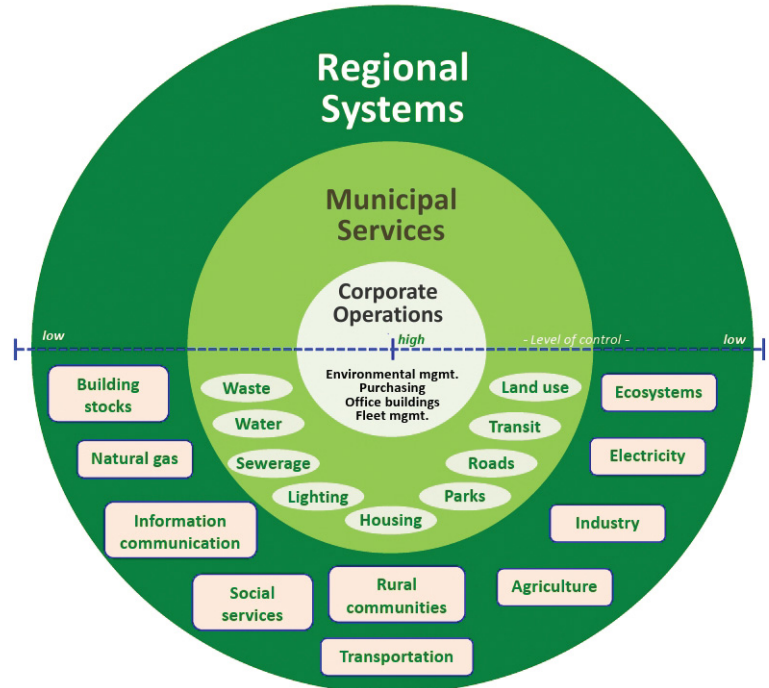 Regional
Systems
Municipal
Services
Corporate
Operations
low
high
- Level of control -
low
Environmental mgmt.
Purchasing
Office buildings
Fleet mgmt.
Building
stocks
Waste
Land use
Ecosystems
Water
Transit
Natural gas
Sewerage
Roads
Electricity
Lighting
Parks
Information
communication
Housing
Industry
Social
services
Rural
communities
Agriculture
Transportation